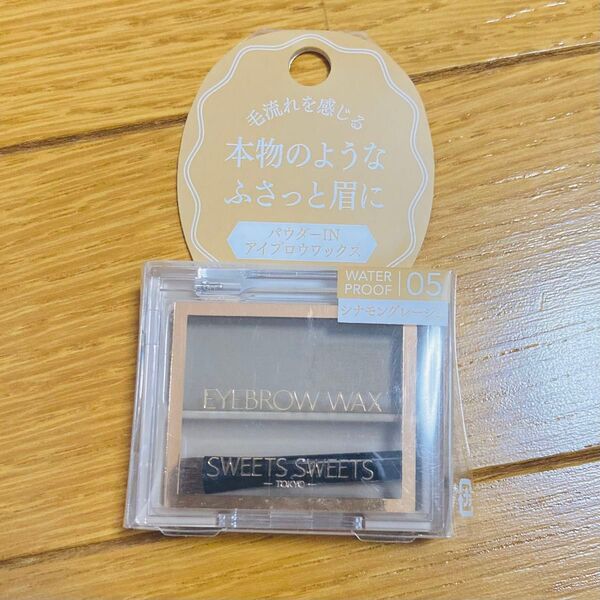 毛流れを感じる
本物のような
ふさっと眉に
パウダーIN
アイブロウワックス
WATER
PROOF
05
シナモングレージュ
EYEBROW WAX
SWEETS SWEETS
TOKYO